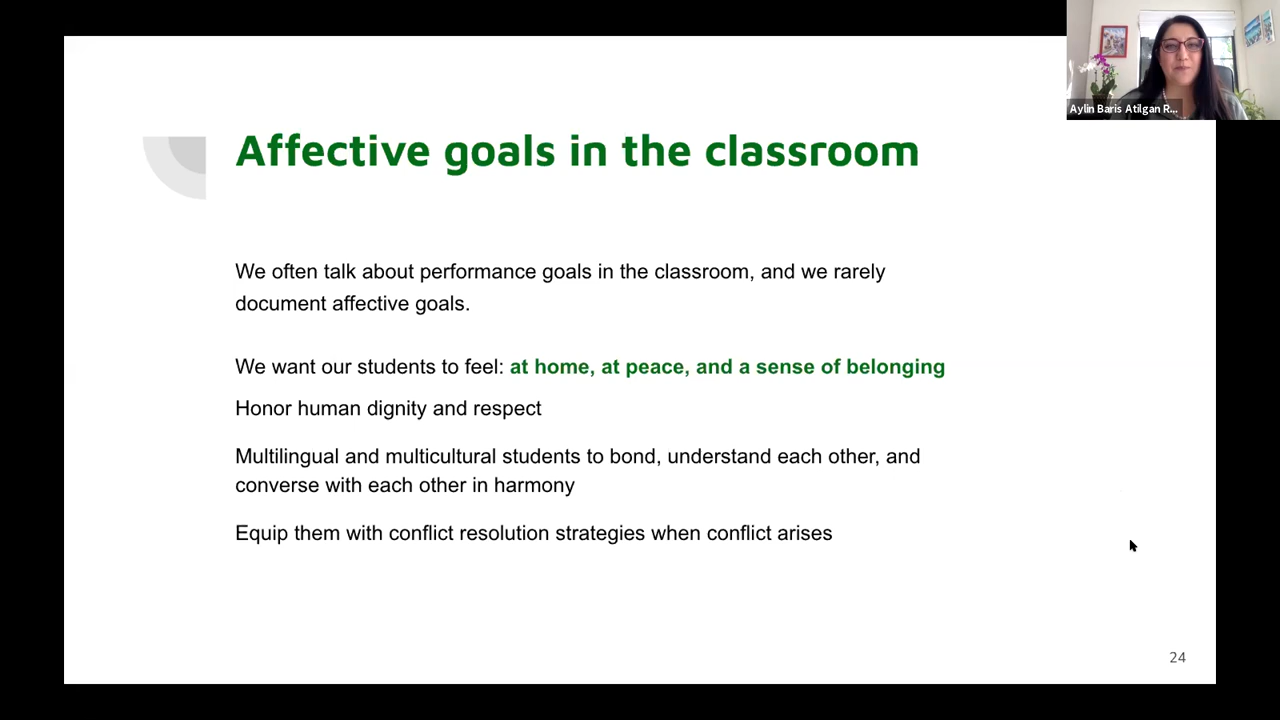 Aylin Baris Atilgan R...
Affective goals in the classroom
We often talk about performance goals in the classroom, and we rarely
document affective goals.
We want our students to feel: at home, at peace, and a sense of belonging
Honor human dignity and respect
Multilingual and multicultural students to bond, understand each other, and
converse with each other in harmony
Equip them with conflict resolution strategies when conflict arises
24